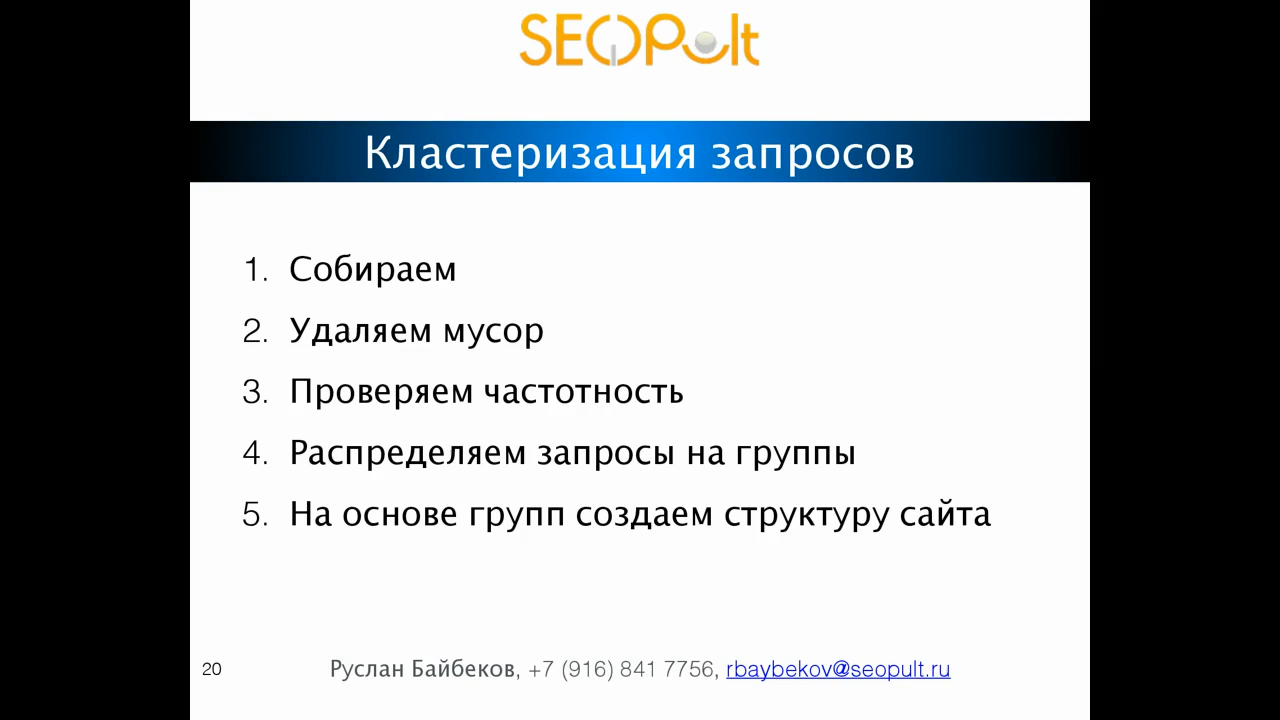 SEOPult
Кластеризация запросов
1. Собираем
2. Удаляем мусор
3. Проверяем частотность
4. Распределяем запросы на группы
5. На основе групп создаем структуру сайта
20
Руслан Байбеков, +7 (916) 841 7756, rbaybekov@seopult.ru